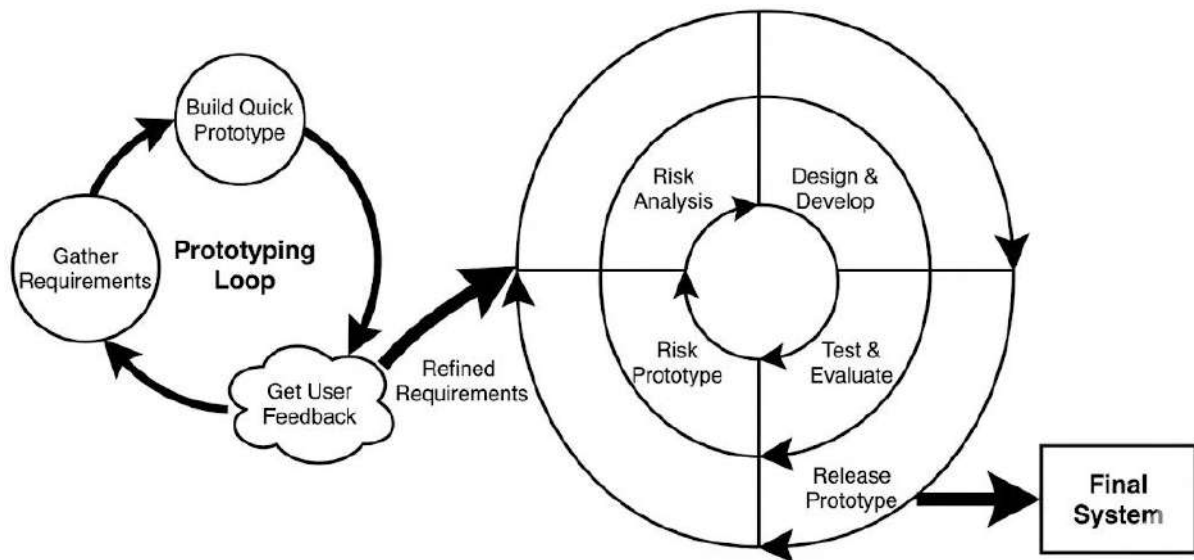 Build Quick
Prototype
Gather
Requirements
Prototyping
Loop
Get User
Feedback
Refined
Requirements
Risk
Analysis
Design &
Develop
Risk
Prototype
Test &
Evaluate
Release
Prototype
Final
System